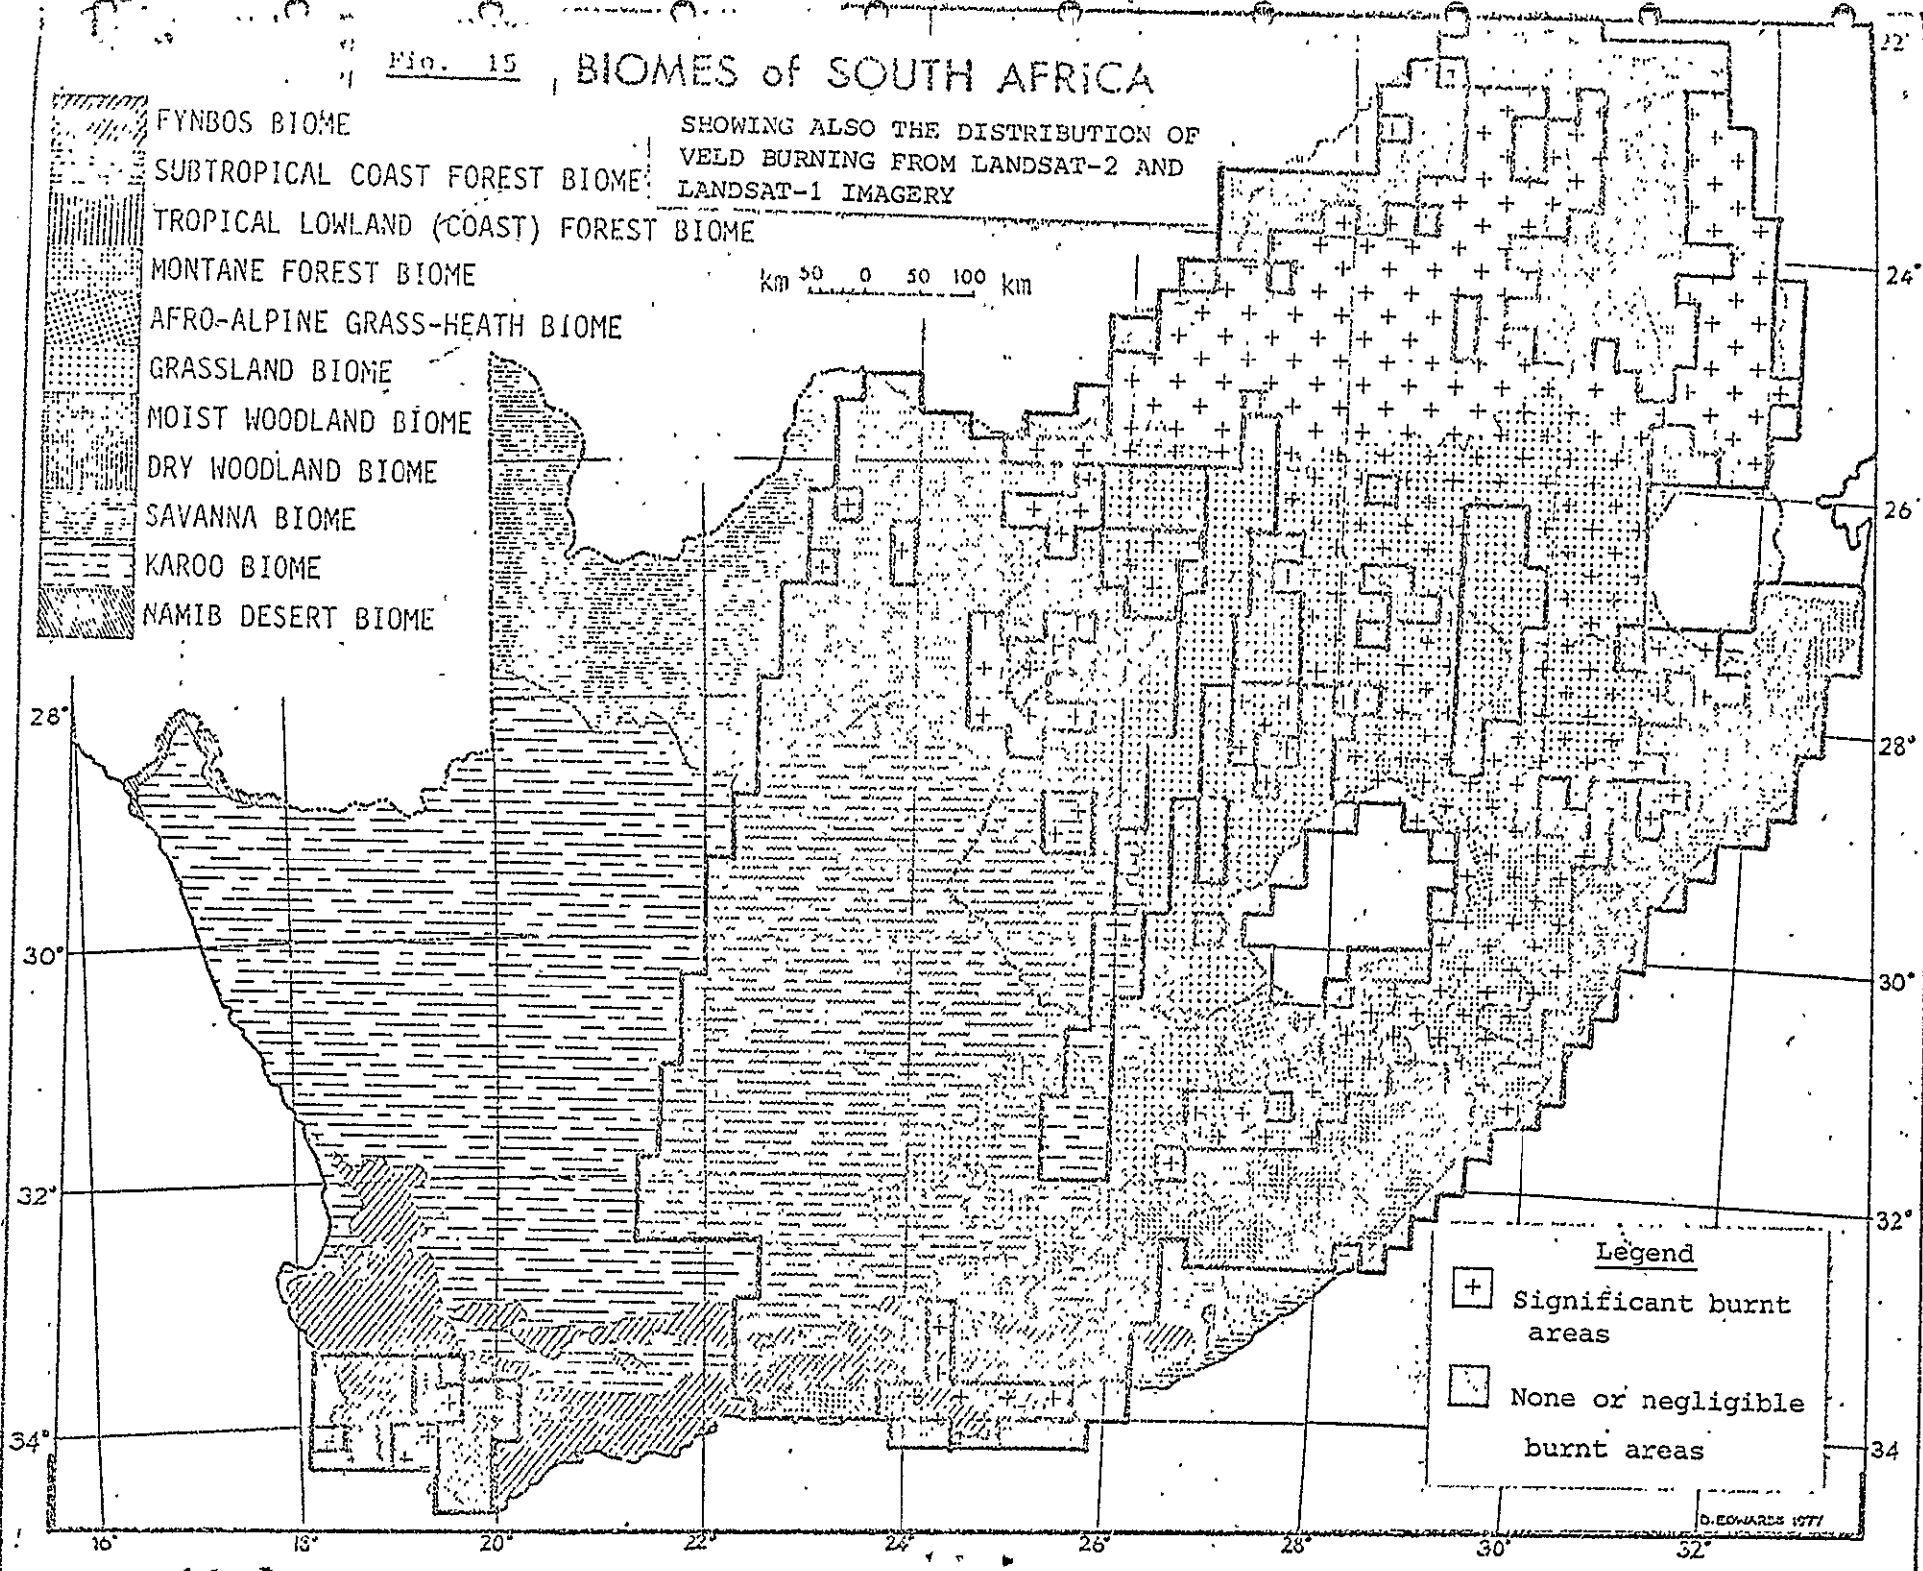 Fig. 15 BIOMES of SOUTH AFRICA
SHOWING ALSO THE DISTRIBUTION OF
VELD BURNING FROM LANDSAT-2 AND
LANDSAT-1 IMAGERY
FYNBOS BIOME
SUBTROPICAL COAST FOREST BIOME
TROPICAL LOWLAND (COAST) FOREST BIOME
MONTANE FOREST BIOME
AFRO-ALPINE GRASS-HEATH BIOME
GRASSLAND BIOME
MOIST WOODLAND BIOME
DRY WOODLAND BIOME
SAVANNA BIOME
KAROO BIOME
NAMIB DESERT BIOME
km 50 0 50 100 km
22°
24°
26°
28° 28°
30° 30°
32° 32°
34° 34
Legend
+ Significant burnt
areas
None or negligible
burnt areas
D. EDWARDS 1977
16° 18° 20° 22° 24° 26° 28° 30° 32°